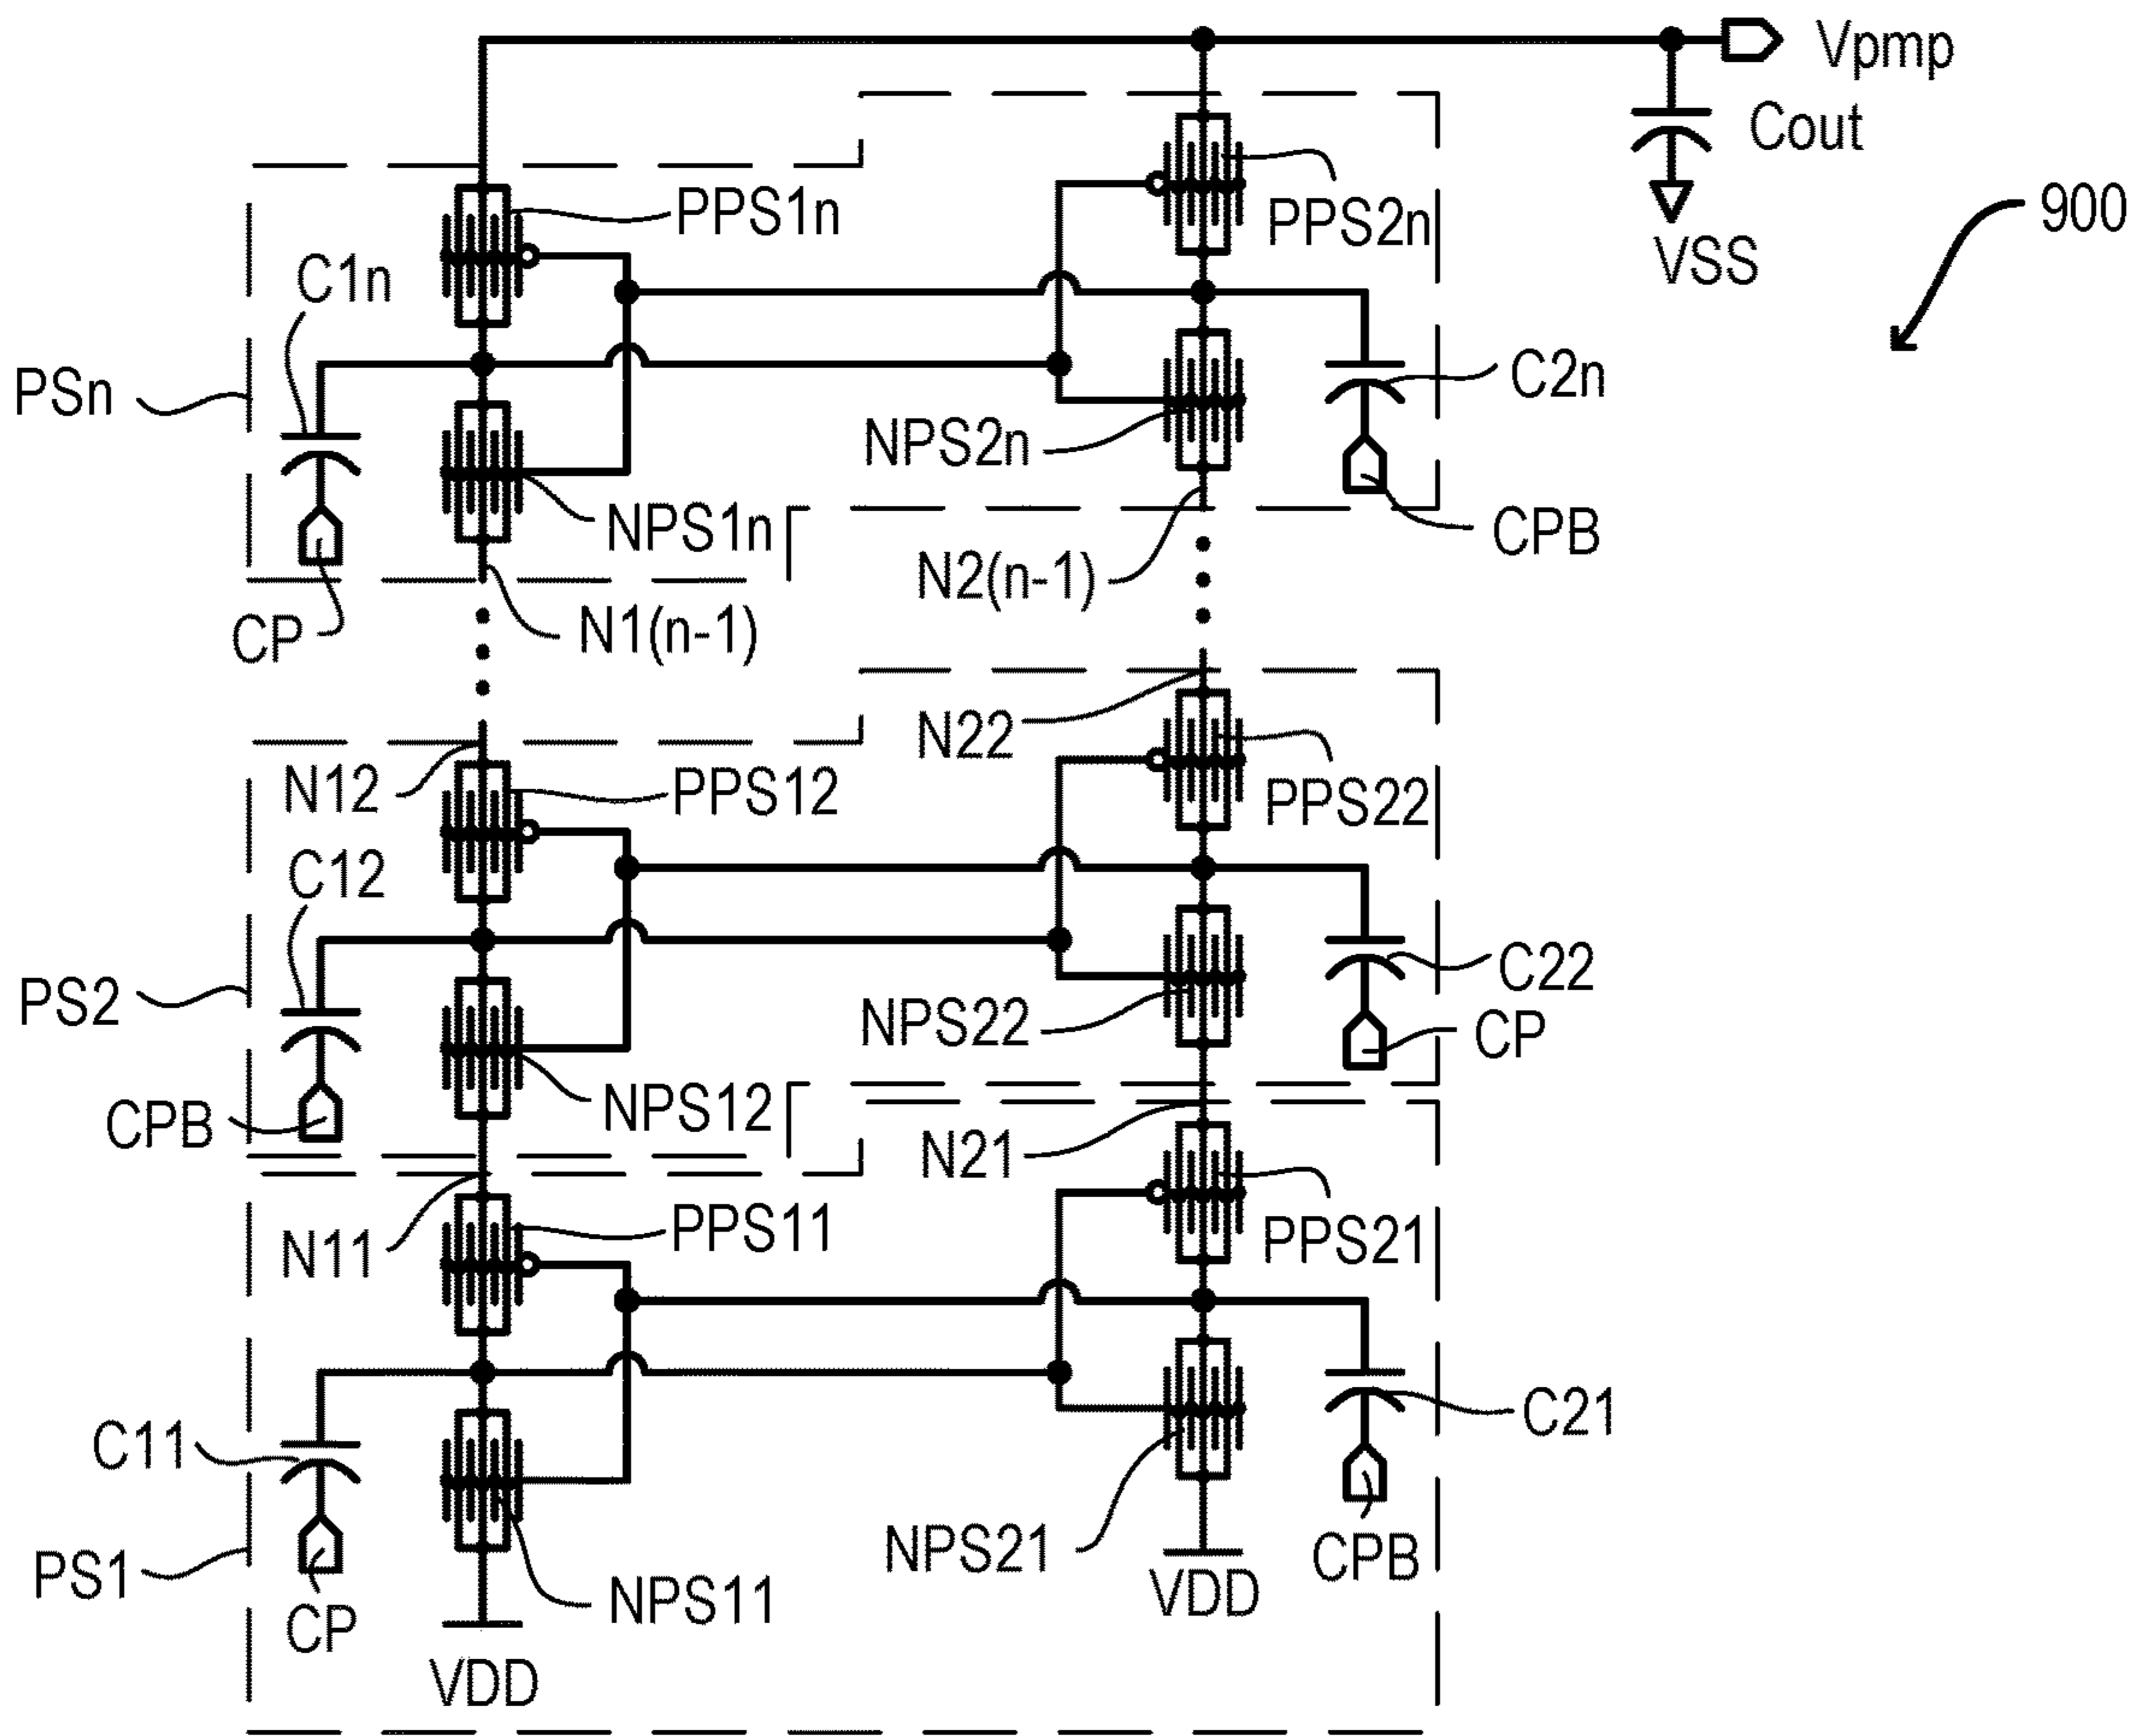 Vpmp
Cout
VSS
900
PPS1n
PPS2n
C1n
C2n
PSn
NPS2n
NPS1n
CPB
N2(n-1)
CP
N1(n-1)
N22
N12
PPS12
PPS22
C12
C22
PS2
NPS22
CP
NPS12
CPB
N21
PPS11
PPS21
N11
C11
C21
NPS21
CPB
PS1
NPS11
VDD
CP
VDD